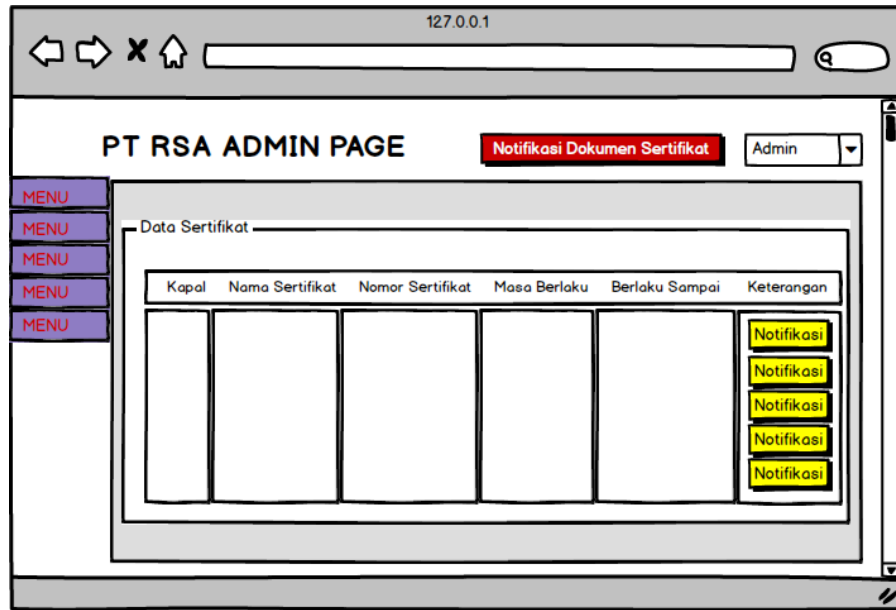 127.0.0.1
PT RSA ADMIN PAGE
Notifikasi Dokumen Sertifikat
Admin
MENU
MENU
MENU
MENU
MENU
Data Sertifikat
Kapal Nama Sertifikat Nomor Sertifikat Masa Berlaku Berlaku Sampai Keterangan
Notifikasi
Notifikasi
Notifikasi
Notifikasi
Notifikasi